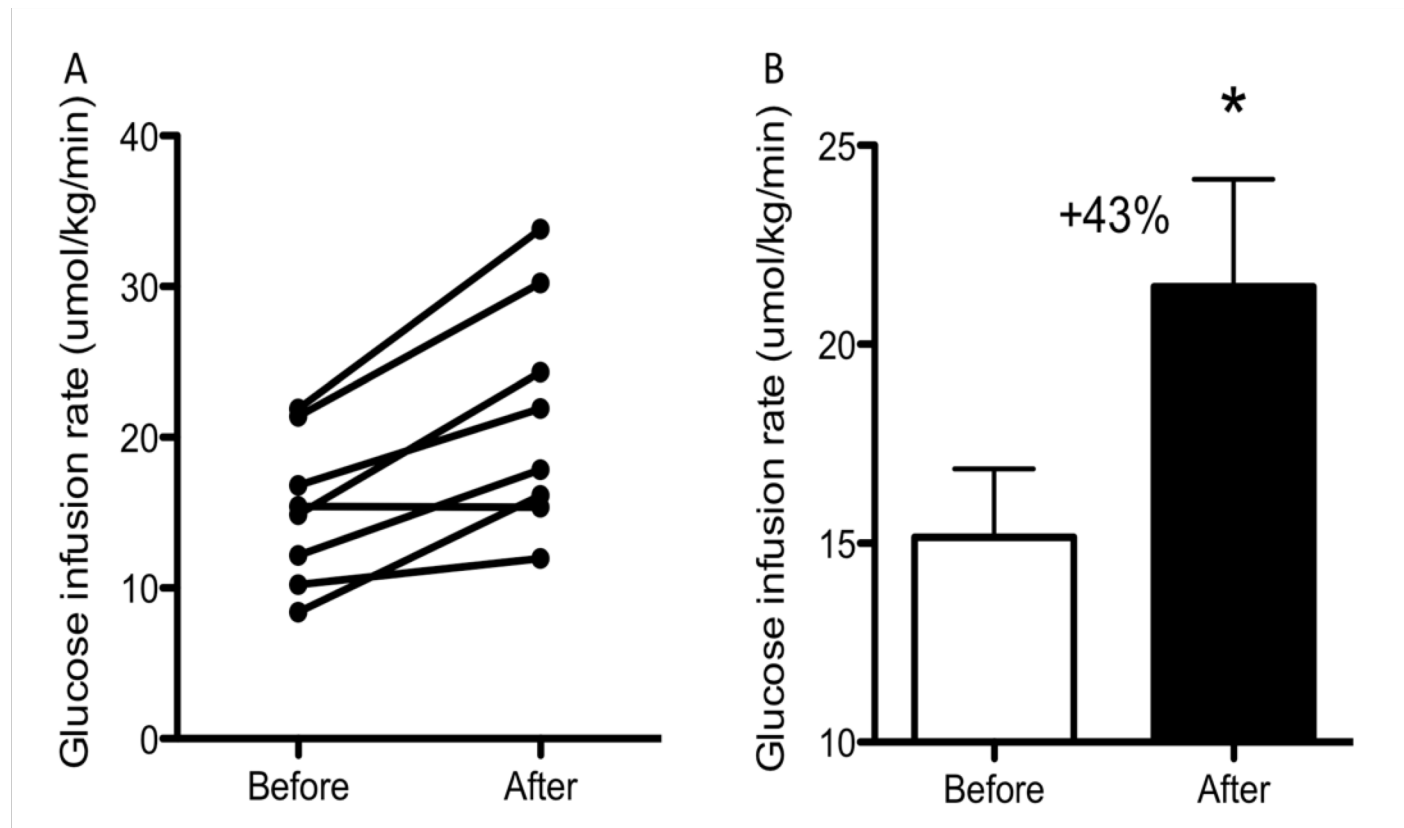 A
Glucose infusion rate (umol/kg/min)
40
30
20
10
0
Before
After
B
Glucose infusion rate (umol/kg/min)
25
20
15
10
+43%
*
Before
After